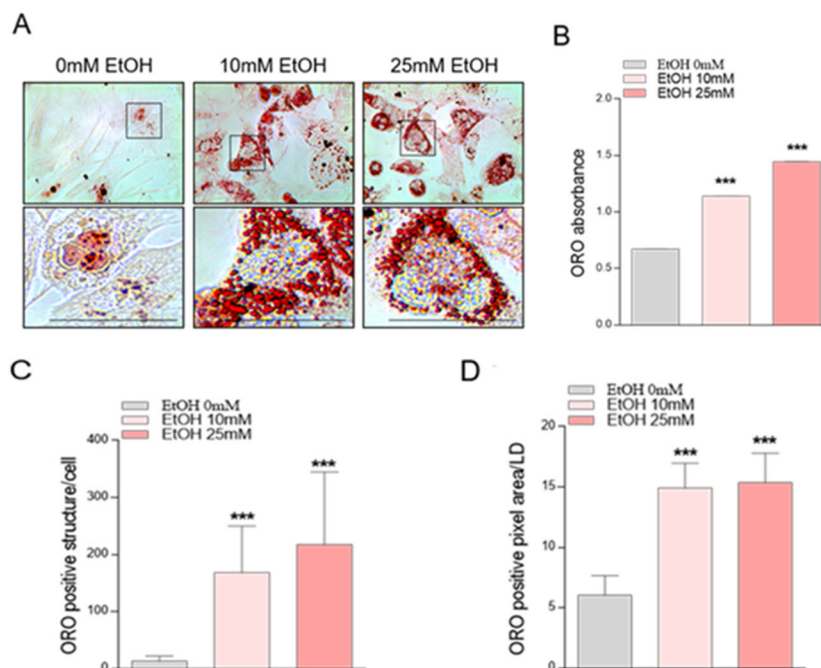 A
0mM EtOH
10mM EtOH
25mM EtOH
B
EtOH 0mM
EtOH 10mM
EtOH 25mM
ORO absorbance
2.0
1.5
1.0
0.5
0.0
***
***
C
EtOH 0mM
EtOH 10mM
EtOH 25mM
ORO positive structure/cell
400
300
200
100
0
***
***
D
EtOH 0mM
EtOH 10mM
EtOH 25mM
ORO positive pixel area/LD
20
15
10
5
0
***
***